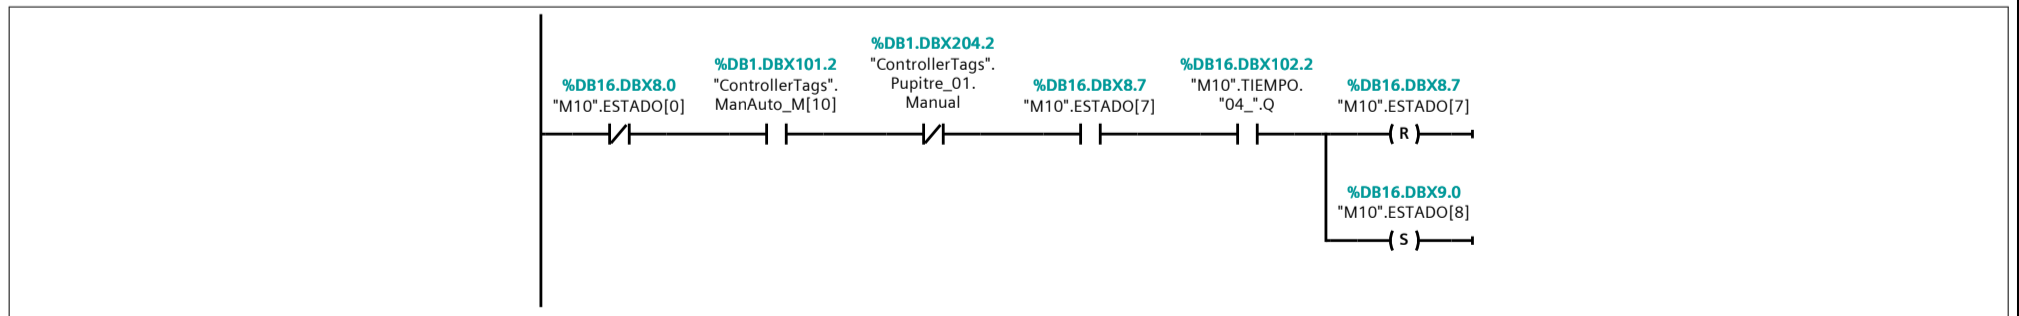 %DB16.DBX8.0
"M10".ESTADO[0]
%DB1.DBX101.2
"ControllerTags".
ManAuto_M[10]
%DB1.DBX204.2
"ControllerTags".
Pupitre_01.
Manual
%DB16.DBX8.7
"M10".ESTADO[7]
%DB16.DBX102.2
"M10".TIEMPO.
"04_".Q
%DB16.DBX8.7
"M10".ESTADO[7]
R
%DB16.DBX9.0
"M10".ESTADO[8]
S